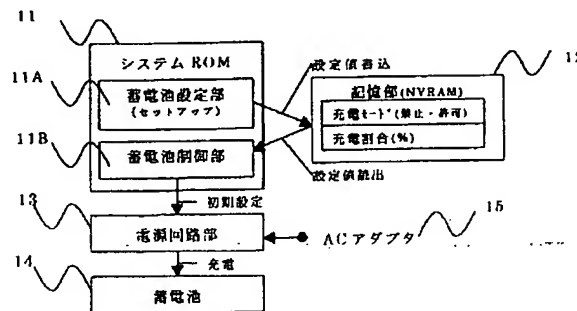 11
システム ROM
11A
蓄電池設定部
(セットアップ)
設定値書込
12
記憶部(NVRAM)
充電モード(禁止・許可)
充電割合(%)
11B
蓄電池制御部
設定値読出
初期設定
13
電源回路部
15
ACアダプタ
充電
14
蓄電池